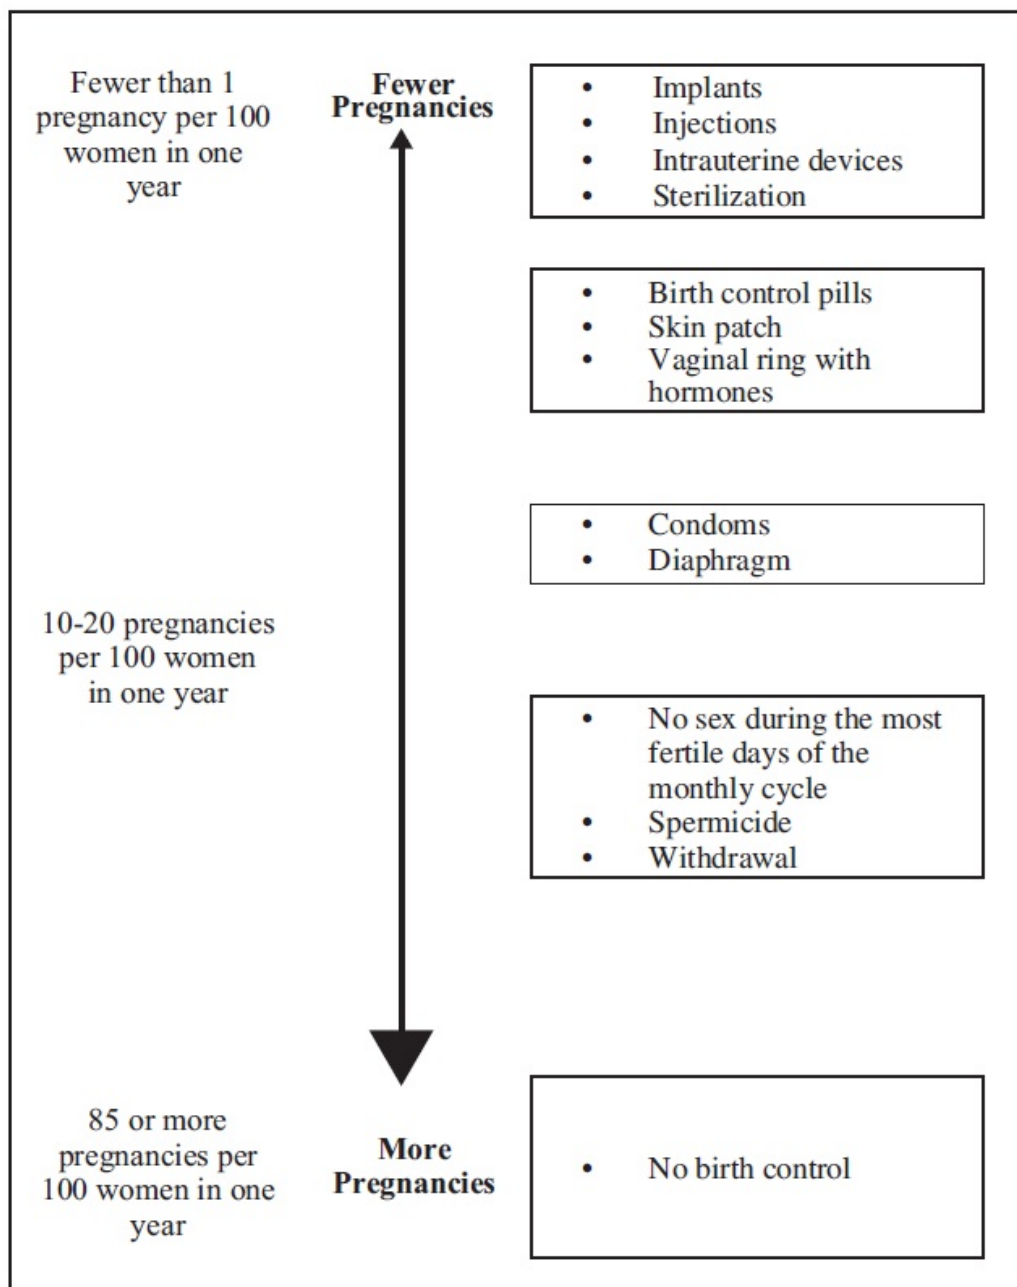 Fewer than 1
pregnancy per 100
women in one
year
Fewer
Pregnancies
• Implants
• Injections
• Intrauterine devices
• Sterilization
• Birth control pills
• Skin patch
• Vaginal ring with
hormones
• Condoms
• Diaphragm
10-20 pregnancies
per 100 women
in one year
• No sex during the most
fertile days of the
monthly cycle
• Spermicide
• Withdrawal
85 or more
pregnancies per
100 women in one
year
More
Pregnancies
• No birth control